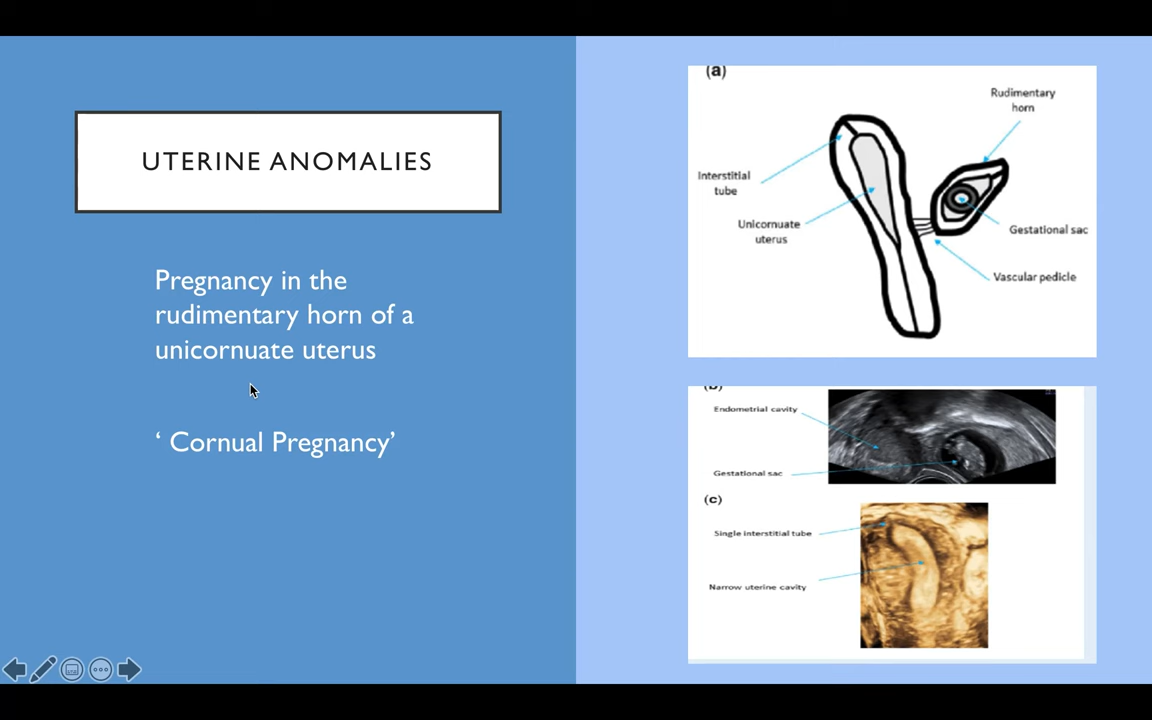 UTERINE ANOMALIES
Pregnancy in the
rudimentary horn of a
unicornuate uterus
‘ Cornual Pregnancy’
(a)
Rudimentary
horn
Interstitial
tube
Unicornuate
uterus
Gestational sac
Vascular pedicle
(b)
Endometrial cavity
Gestational sac
(c)
Single interstitial tube
Narrow uterine cavity